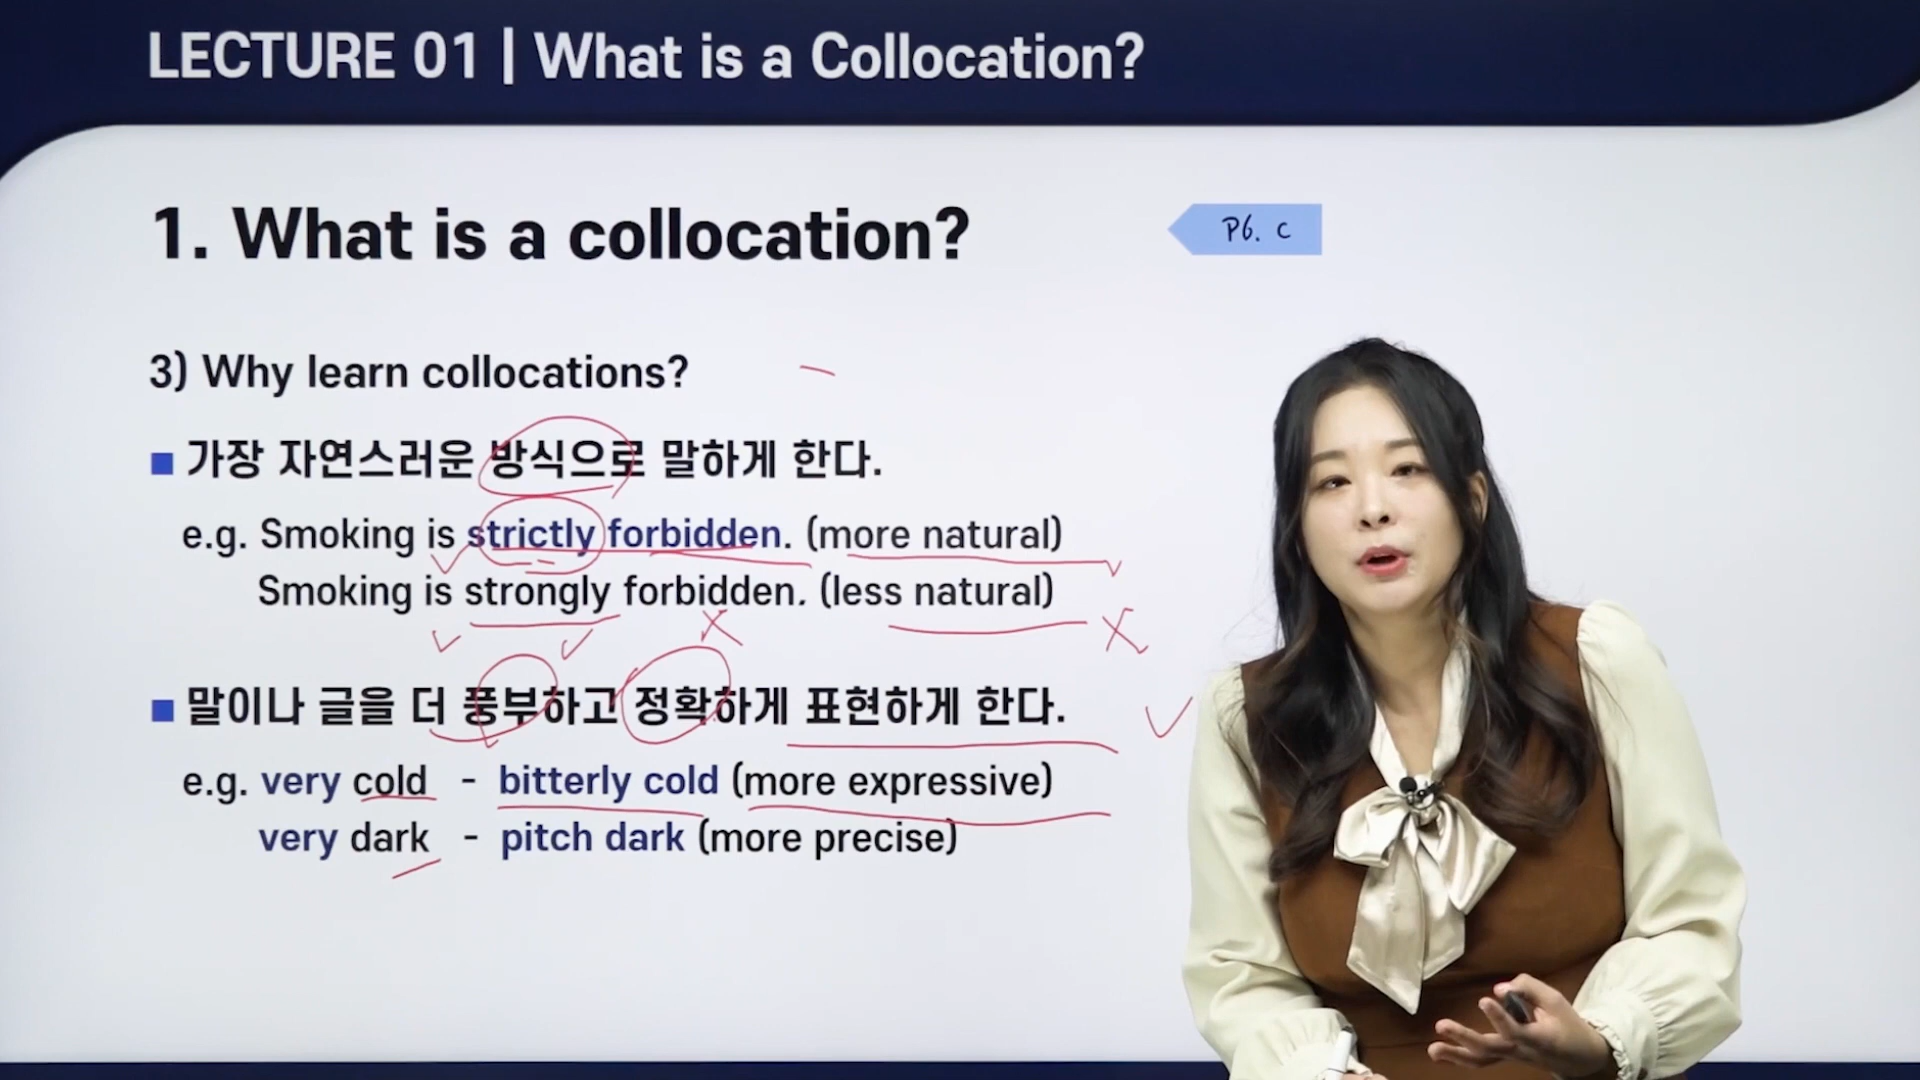 LECTURE 01 | What is a Collocation?
1. What is a collocation?
P6. C
3) Why learn collocations?
가장 자연스러운 방식으로 말하게 한다.
e.g. Smoking is strictly forbidden. (more natural)
Smoking is strongly forbidden. (less natural)
말이나 글을 더 풍부하고 정확하게 표현하게 한다.
e.g. very cold - bitterly cold (more expressive)
very dark - pitch dark (more precise)